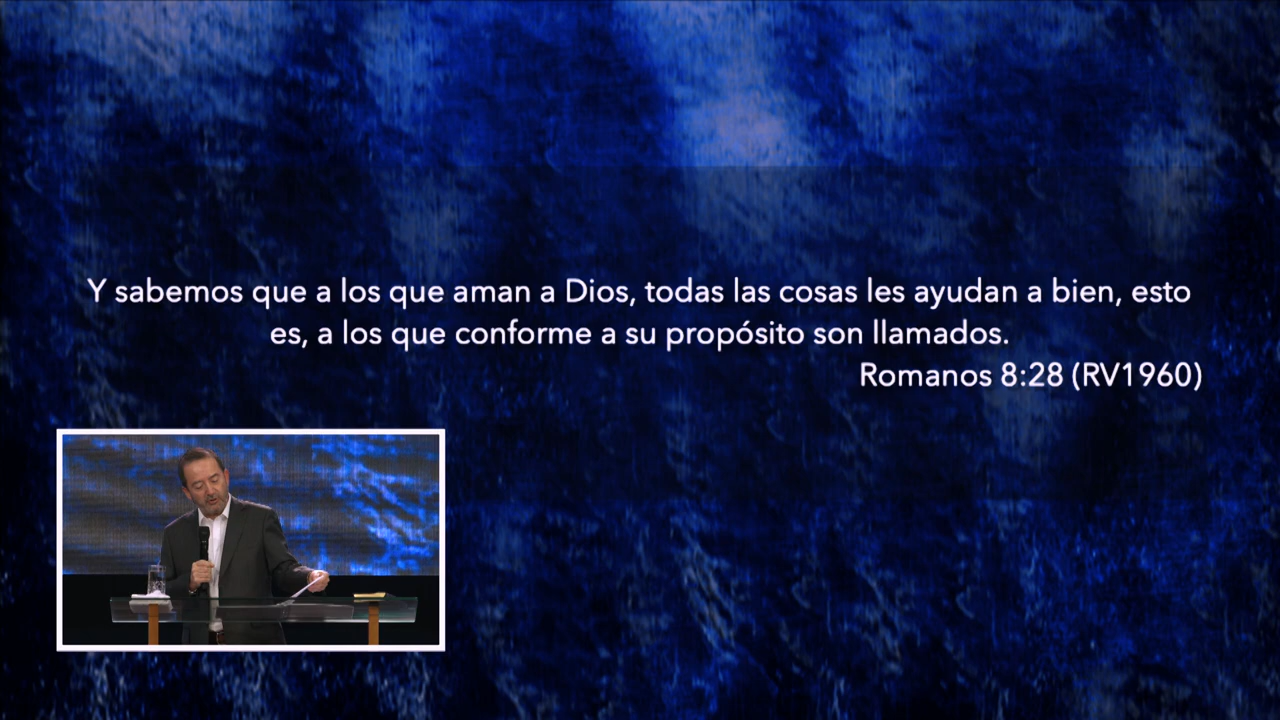 Y sabemos que a los que aman a Dios, todas las cosas les ayudan a bien, esto
es, a los que conforme a su propósito son llamados.
Romanos 8:28 (RV1960)